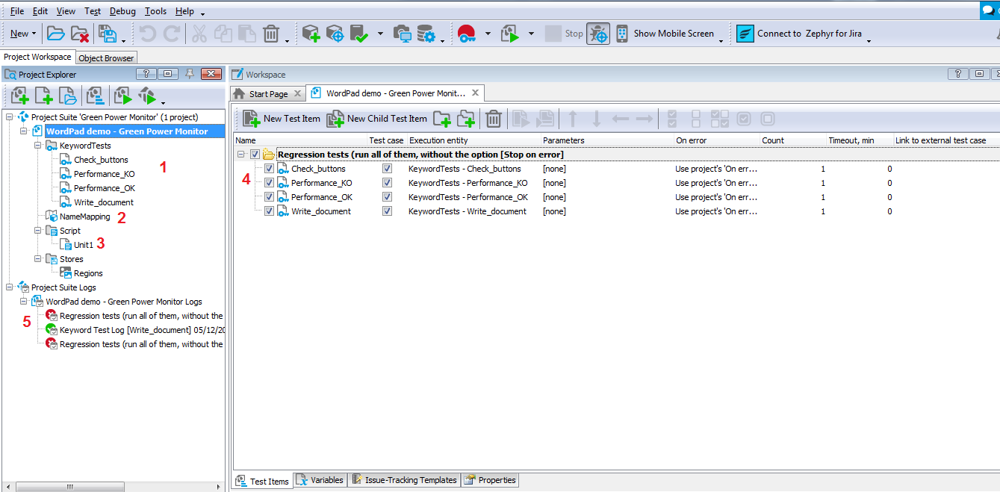 File Edit View Test Debug Tools Help
New Stop Show Mobile Screen Connect to Zephyr for Jira
Project Workspace Object Browser
Project Explorer
Project Suite 'Green Power Monitor' (1 project)
WordPad demo - Green Power Monitor
KeywordTests
Check_buttons
1
Performance_KO
Performance_OK
Write_document
NameMapping 2
Script
Unit1 3
Stores
Regions
Project Suite Logs
WordPad demo - Green Power Monitor Logs
Regression tests (run all of them, without the
5
Keyword Test Log [Write_document] 05/12/20
Regression tests (run all of them, without the
Workspace
Start Page WordPad demo - Green Power Monit...
New Test Item New Child Test Item
Name Test case Execution entity Parameters On error Count Timeout, min Link to external test case
Regression tests (run all of them, without the option [Stop on error]
Check_buttons KeywordTests - Check_buttons [none] Use project's 'On err... 1 0
4
Performance_KO KeywordTests - Performance_KO [none] Use project's 'On err... 1 0
Performance_OK KeywordTests - Performance_OK [none] Use project's 'On err... 1 0
Write_document KeywordTests - Write_document [none] Use project's 'On err... 1 0
Test Items Variables Issue-Tracking Templates Properties